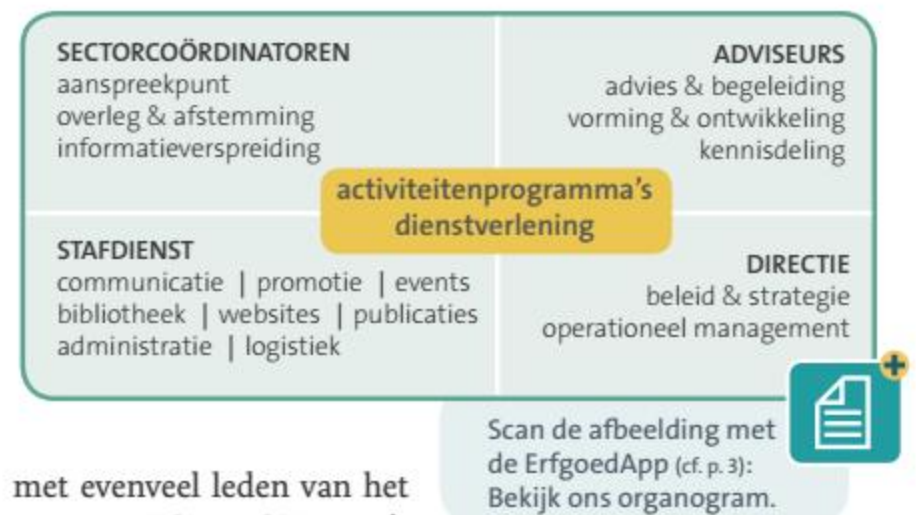 SECTORCOÖRDINATOREN
aanspreekpunt
overleg & afstemming
informatieverspreiding
ADVISEURS
advies & begeleiding
vorming & ontwikkeling
kennisdeling
activiteitenprogramma's
dienstverlening
STAFDIENST
communicatie | promotie | events
bibliotheek | websites | publicaties
administratie | logistiek
DIRECTIE
beleid & strategie
operationeel management
Scan de afbeelding met
de ErfgoedApp (cf. p. 3):
Bekijk ons organogram.
met evenveel leden van het